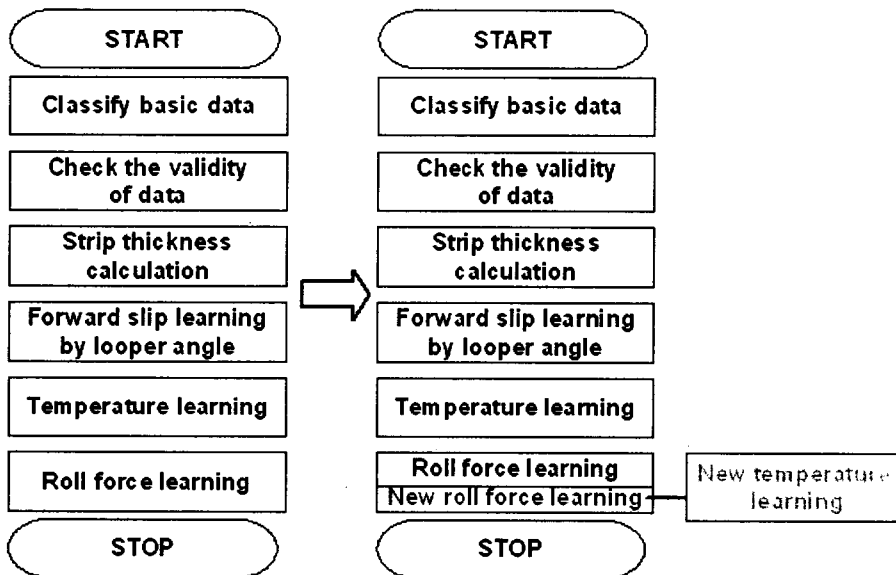 START
Classify basic data
Check the validity
of data
Strip thickness
calculation
Forward slip learning
by looper angle
Temperature learning
Roll force learning
STOP
START
Classify basic data
Check the validity
of data
Strip thickness
calculation
Forward slip learning
by looper angle
Temperature learning
Roll force learning
New roll force learning
STOP
New temperature
learning